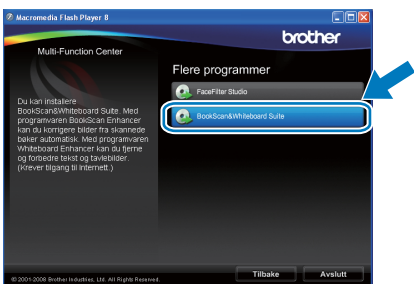 Macromedia Flash Player 8
brother
Multi-Function Center
Flere programmer
FaceFilter Studio
BookScan&Whiteboard Suite
Du kan installere
BookScan&Whiteboard Suite. Med
programvaren BookScan Enhancer
kan du korrigere bilder fra skannede
bøker automatisk. Med programvaren
Whiteboard Enhancer kan du fjerne
og forbedre tekst og tavlebilder.
(Krever tilgang til Internett.)
Tilbake
Avslutt
© 2001-2008 Brother Industries, Ltd. All Rights Reserved.